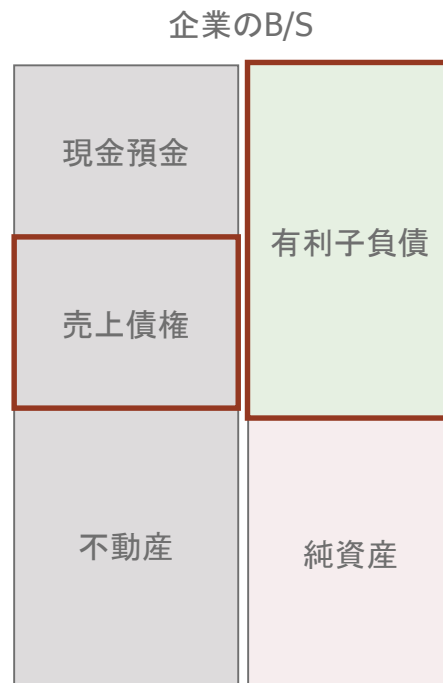 企業のB/S
現金預金
売上債権
不動産
有利子負債
純資産